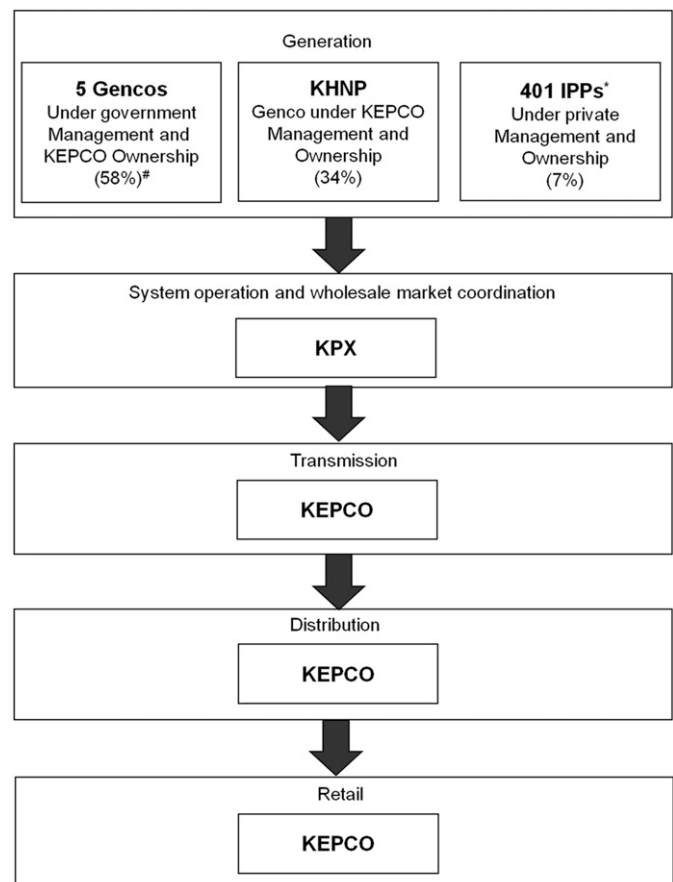 Generation
5 Gencos
Under government
Management and
KEPCO Ownership
(58%)#
KHNP
Genco under KEPCO
Management and
Ownership
(34%)
401 IPPs*
Under private
Management and
Ownership
(7%)
System operation and wholesale market coordination
KPX
Transmission
KEPCO
Distribution
KEPCO
Retail
KEPCO